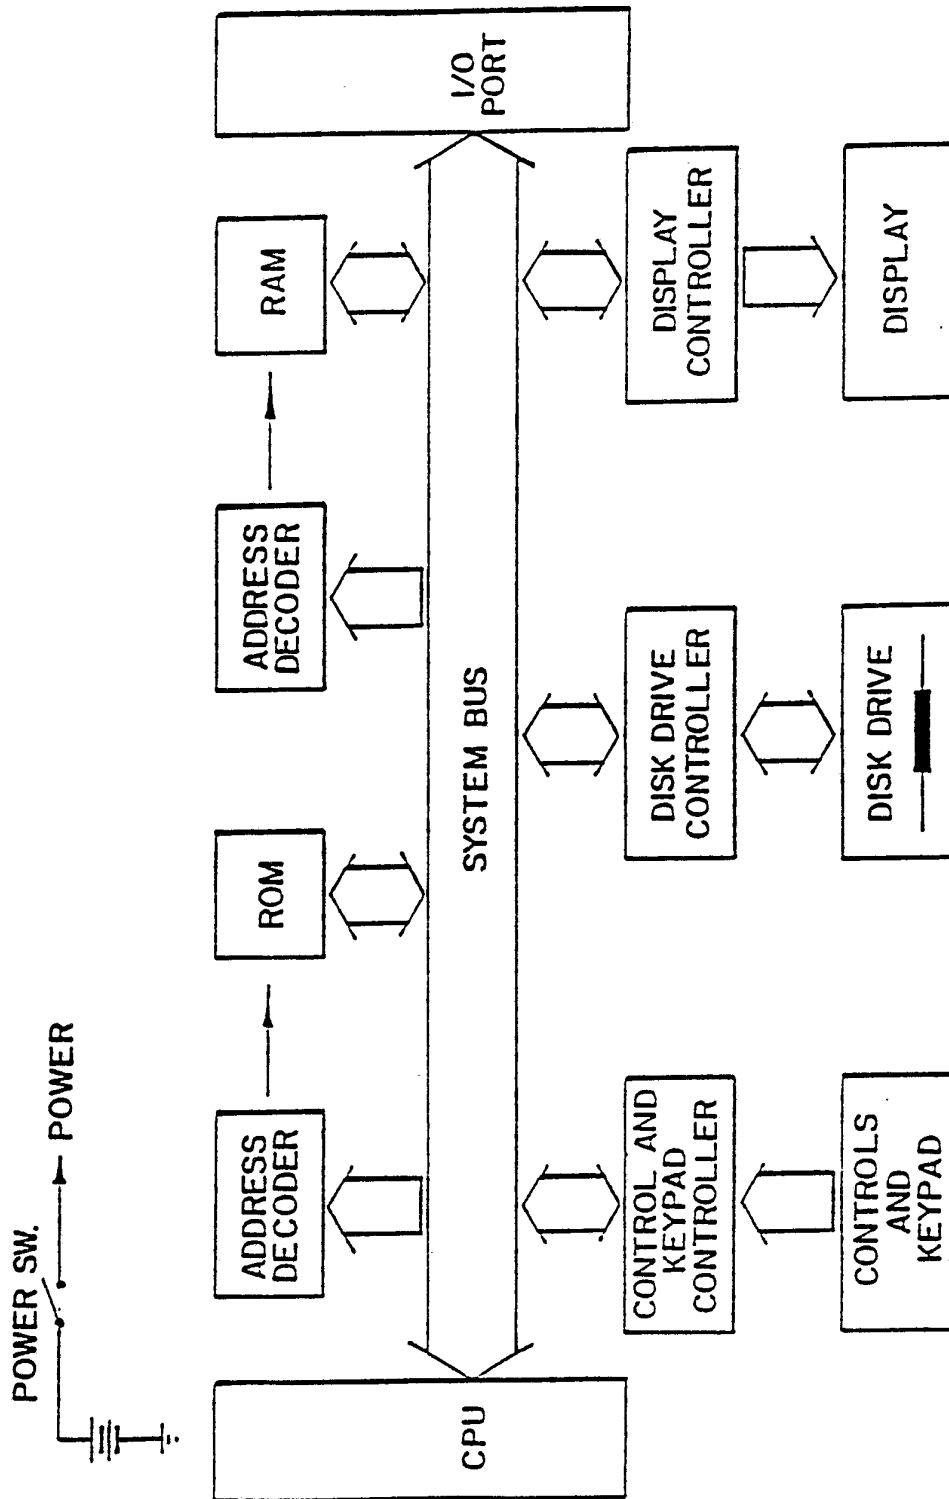 POWER SW.
POWER
ADDRESS
DECODER
ROM
ADDRESS
DECODER
RAM
CPU
SYSTEM BUS
I/O
PORT
CONTROL AND
KEYPAD
CONTROLLER
DISK DRIVE
CONTROLLER
DISPLAY
CONTROLLER
CONTROLS
AND
KEYPAD
DISK DRIVE
DISPLAY